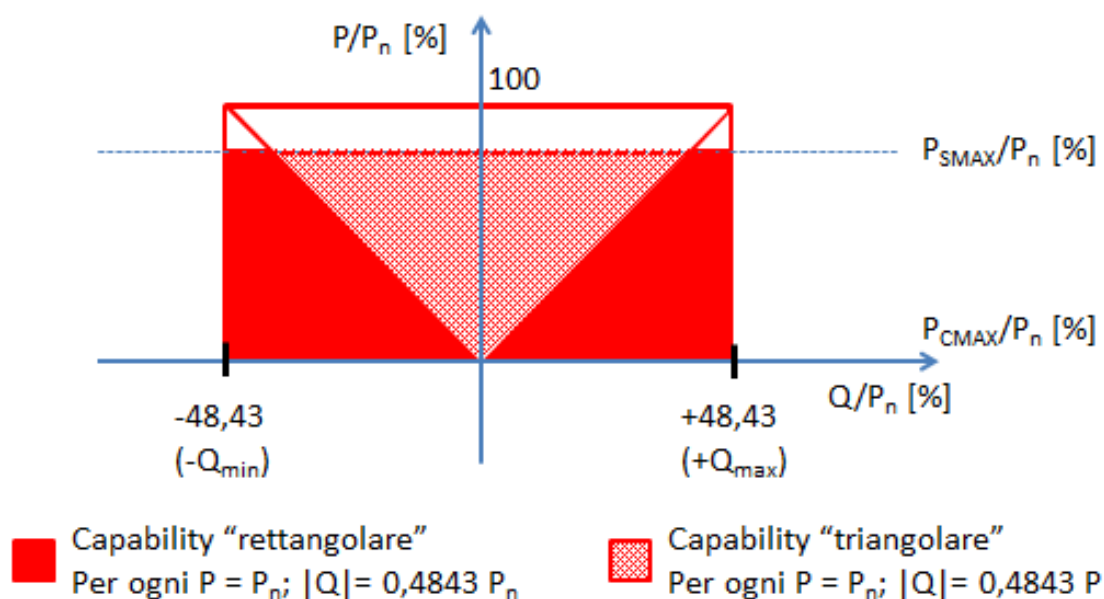 P/Pn [%]
100
PSMAX/Pn [%]
PCMAX/Pn [%]
Q/Pn [%]
-48,43
(-Qmin)
+48,43
(+Qmax)
Capability “rettangolare”
Per ogni P = Pn; |Q|= 0,4843 Pn
Capability “triangolare”
Per ogni P = Pn; |Q|= 0,4843 P